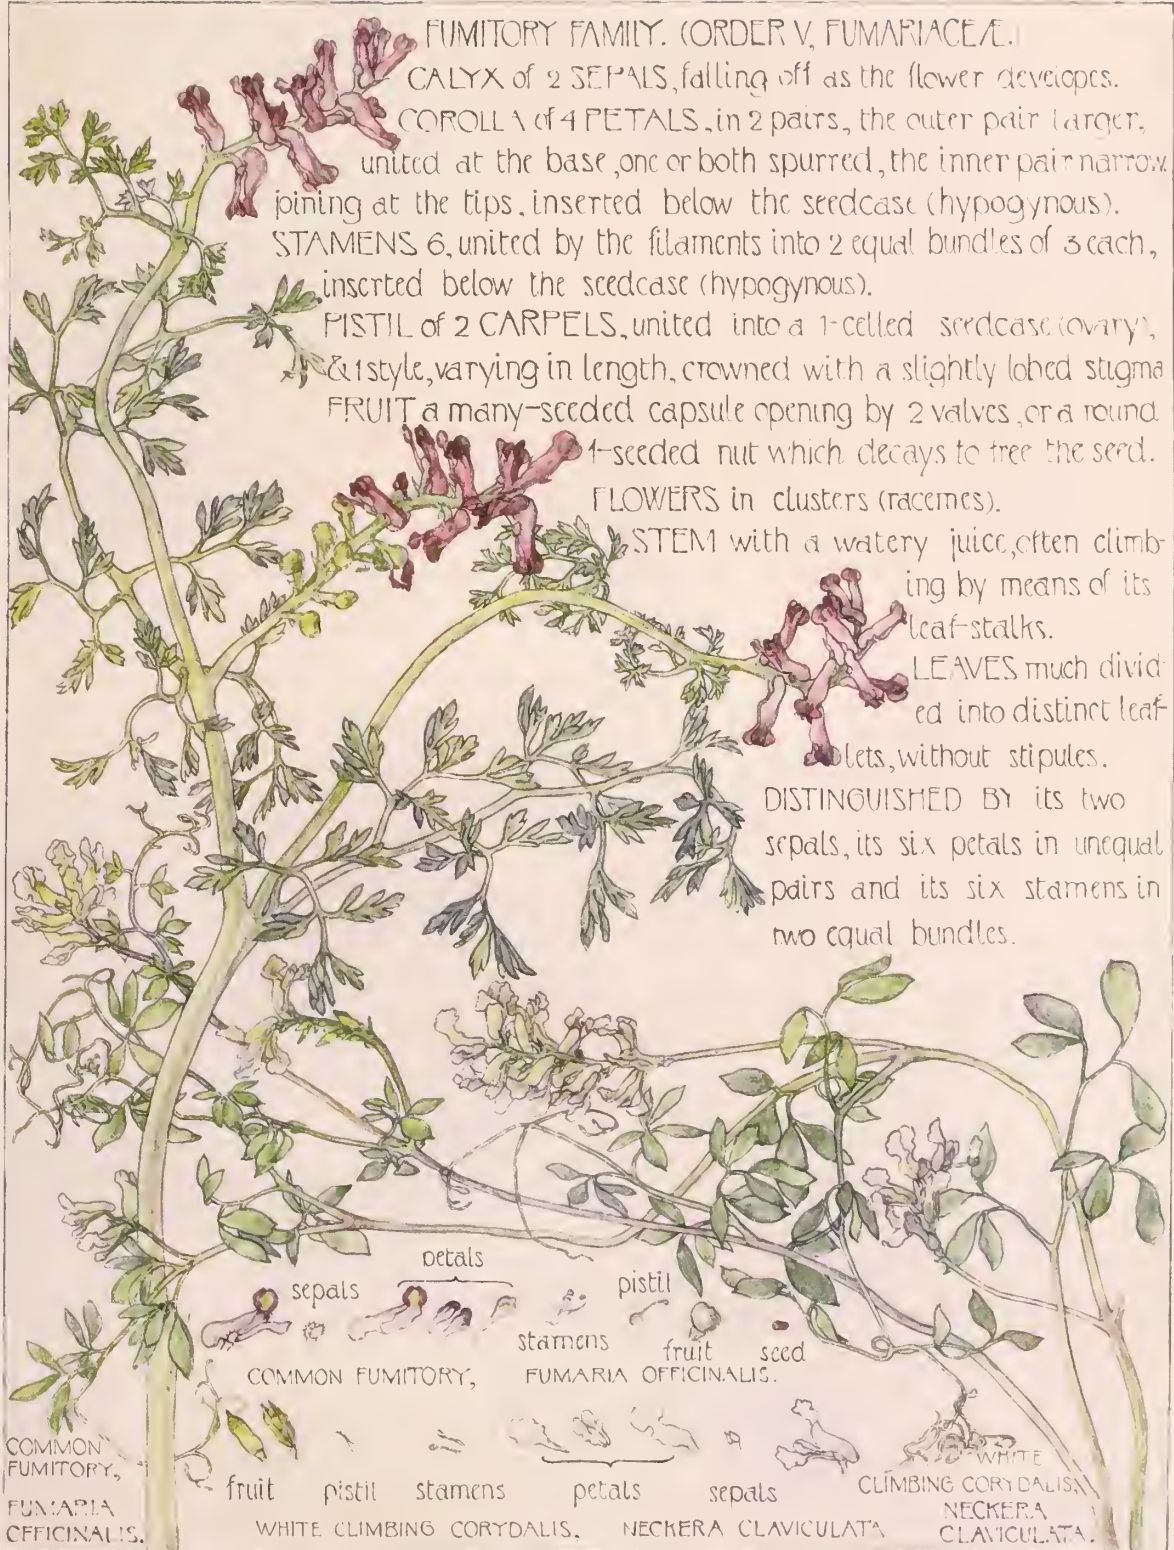 FUMITORY FAMILY. (ORDER V, FUMARIACEÆ.
CALYX of 2 SEPALS, falling off as the flower developes.
COROLLA of 4 PETALS, in 2 pairs, the outer pair larger,
united at the base, one or both spurred, the inner pair narrow,
joining at the tips, inserted below the seedcase (hypogynous).
STAMENS 6, united by the filaments into 2 equal bundles of 3 each,
inserted below the seedcase (hypogynous).
PISTIL of 2 CARPELS, united into a 1-celled seedcase (ovary),
& 1 style, varying in length, crowned with a slightly lobed stigma
FRUIT a many-seeded capsule opening by 2 valves, or a round
1-seeded nut which decays to free the seed.
FLOWERS in clusters (racemes).
STEM with a watery juice, often climb-
ing by means of its
leaf-stalks.
LEAVES much divid
ed into distinct leaf-
lets, without stipules.
DISTINGUISHED BY its two
sepals, its six petals in unequal
pairs and its six stamens in
two equal bundles.
petals
sepals
pistil
stamens
fruit
seed
COMMON FUMITORY, FUMARIA OFFICINALIS.
COMMON
FUMITORY,
FUMARIA
OFFICINALIS.
fruit pistil stamens petals sepals
WHITE CLIMBING CORYDALIS. NECKERA CLAVICULATA
WHITE
CLIMBING CORYDALIS,
NECKERA
CLAVICULATA.